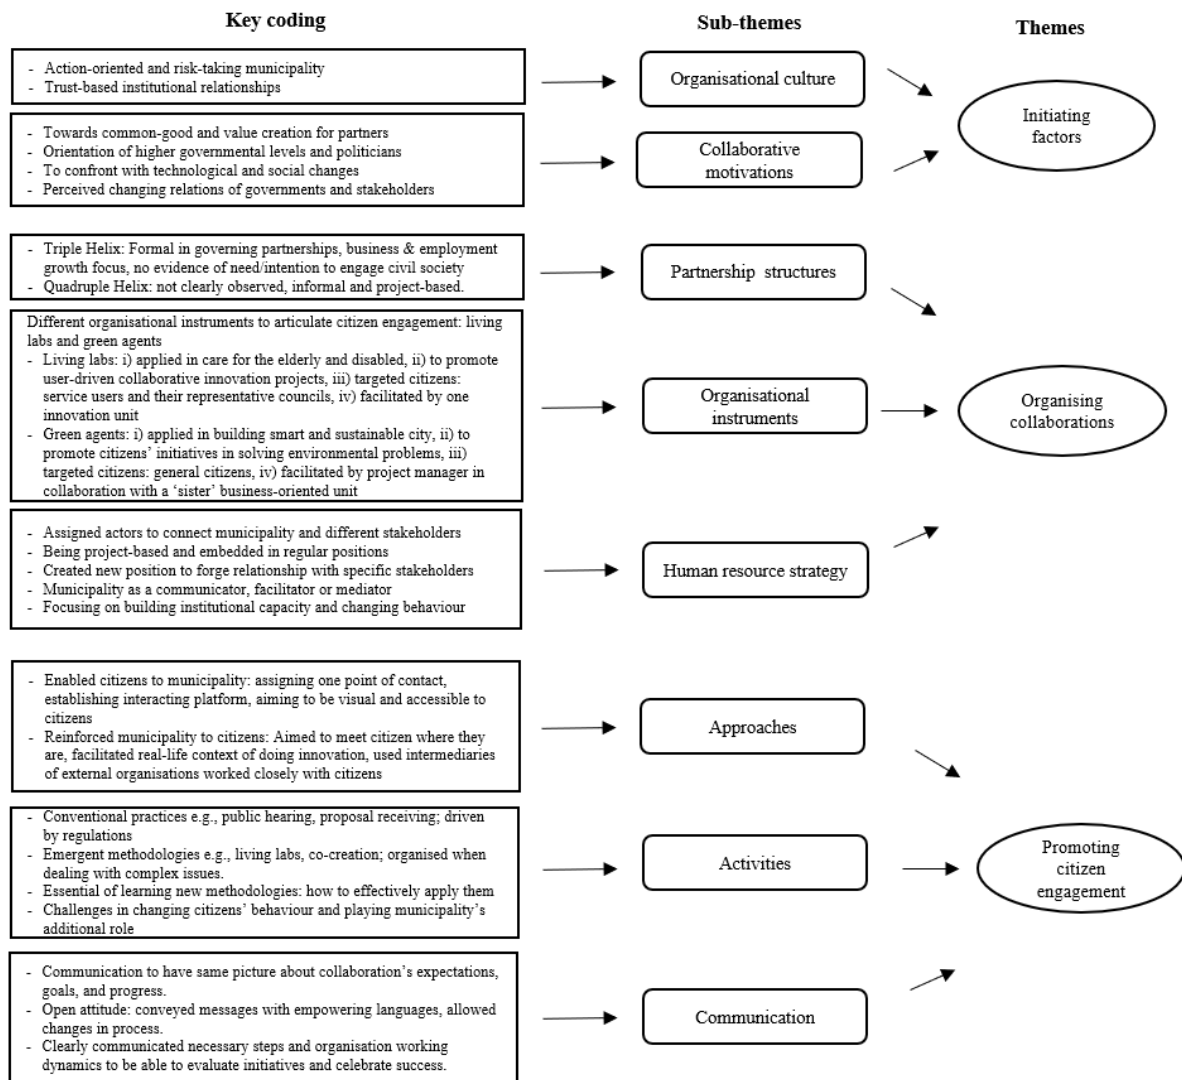 Key coding
Sub-themes
Themes
- Action-oriented and risk-taking municipality
- Trust-based institutional relationships
Organisational culture
Initiating
factors
- Towards common-good and value creation for partners
- Orientation of higher governmental levels and politicians
- To confront with technological and social changes
- Perceived changing relations of governments and stakeholders
Collaborative
motivations
- Triple Helix: Formal in governing partnerships, business & employment
growth focus, no evidence of need/intention to engage civil society
- Quadruple Helix: not clearly observed, informal and project-based.
Partnership structures
Different organisational instruments to articulate citizen engagement: living
labs and green agents
- Living labs: i) applied in care for the elderly and disabled, ii) to promote
user-driven collaborative innovation projects, iii) targeted citizens:
service users and their representative councils, iv) facilitated by one
innovation unit
- Green agents: i) applied in building smart and sustainable city, ii) to
promote citizens’ initiatives in solving environmental problems, iii)
targeted citizens: general citizens, iv) facilitated by project manager in
collaboration with a ‘sister’ business-oriented unit
Organisational
instruments
Organising
collaborations
- Assigned actors to connect municipality and different stakeholders
- Being project-based and embedded in regular positions
- Created new position to forge relationship with specific stakeholders
- Municipality as a communicator, facilitator or mediator
- Focusing on building institutional capacity and changing behaviour
Human resource strategy
- Enabled citizens to municipality: assigning one point of contact,
establishing interacting platform, aiming to be visual and accessible to
citizens
- Reinforced municipality to citizens: Aimed to meet citizen where they
are, facilitated real-life context of doing innovation, used intermediaries
of external organisations worked closely with citizens
Approaches
- Conventional practices e.g., public hearing, proposal receiving; driven
by regulations
- Emergent methodologies e.g., living labs, co-creation; organised when
dealing with complex issues.
- Essential of learning new methodologies: how to effectively apply them
- Challenges in changing citizens’ behaviour and playing municipality’s
additional role
Activities
Promoting
citizen
engagement
- Communication to have same picture about collaboration’s expectations,
goals, and progress.
- Open attitude: conveyed messages with empowering languages, allowed
changes in process.
- Clearly communicated necessary steps and organisation working
dynamics to be able to evaluate initiatives and celebrate success.
Communication